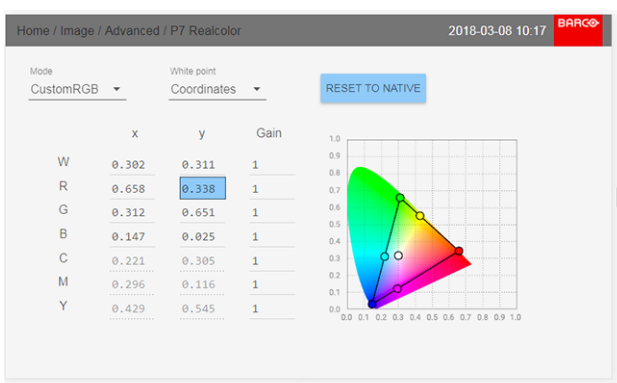 Home / Image / Advanced / P7 Realcolor
2018-03-08 10:17
BARCO
Mode
White point
CustomRGB
Coordinates
RESET TO NATIVE
x y Gain
W 0.302 0.311 1
R 0.658 0.338 1
G 0.312 0.651 1
B 0.147 0.025 1
C 0.221 0.305 1
M 0.296 0.116 1
Y 0.429 0.545 1
1.0
0.9
0.8
0.7
0.6
0.5
0.4
0.3
0.2
0.1
0.0
0.0 0.1 0.2 0.3 0.4 0.5 0.6 0.7 0.8 0.9 1.0